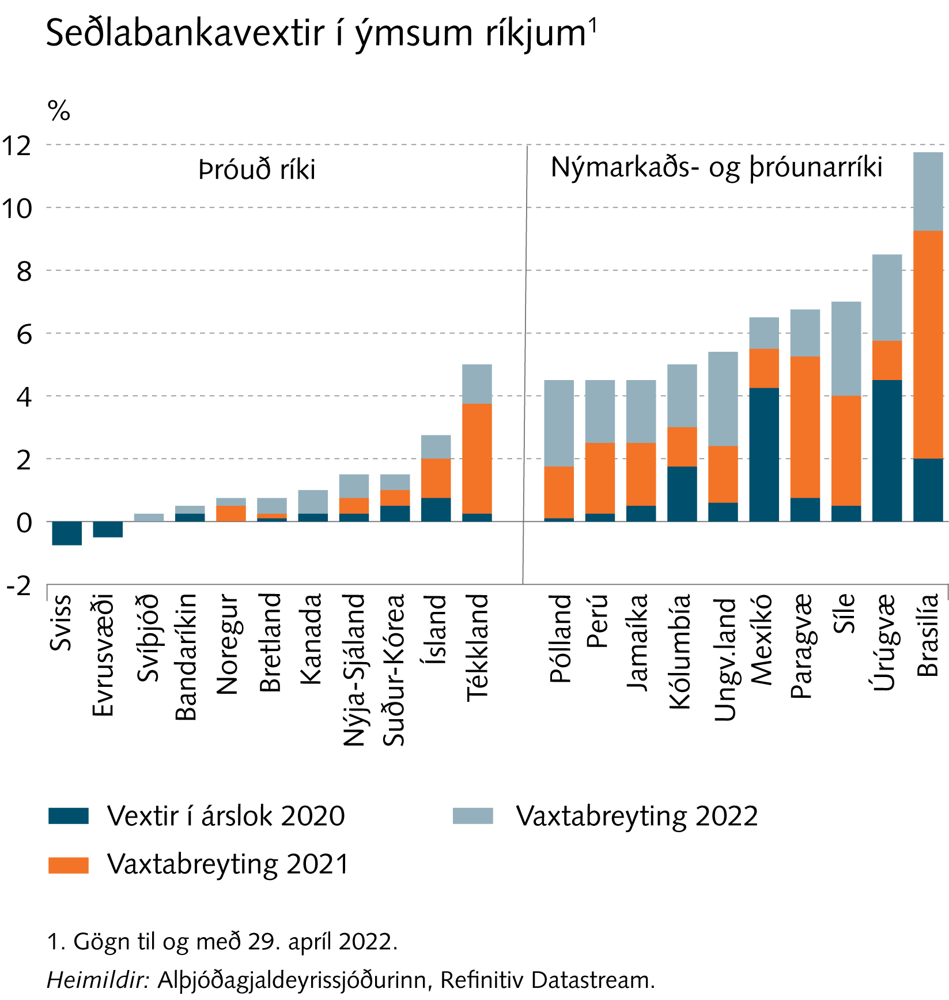 Seðlabankavextir í ýmsum ríkjum¹
%
12
10
8
6
4
2
0
-2
Þróuð ríki
Nýmarkaðs- og þróunarríki
Sviss
Evrusvæði
Svíþjóð
Bandaríkin
Noregur
Bretland
Kanada
Nýja-Sjáland
Suður-Kórea
Ísland
Tékkland
Pólland
Perú
Jamaíka
Kólumbía
Ungv.land
Mexíkó
Paragvæ
Síle
Úrúgvæ
Brasilía
Vextir í árslok 2020
Vaxtabreyting 2022
Vaxtabreyting 2021
1. Gögn til og með 29. apríl 2022.
Heimildir: Alþjóðagjaldeyrissjóðurinn, Refinitiv Datastream.